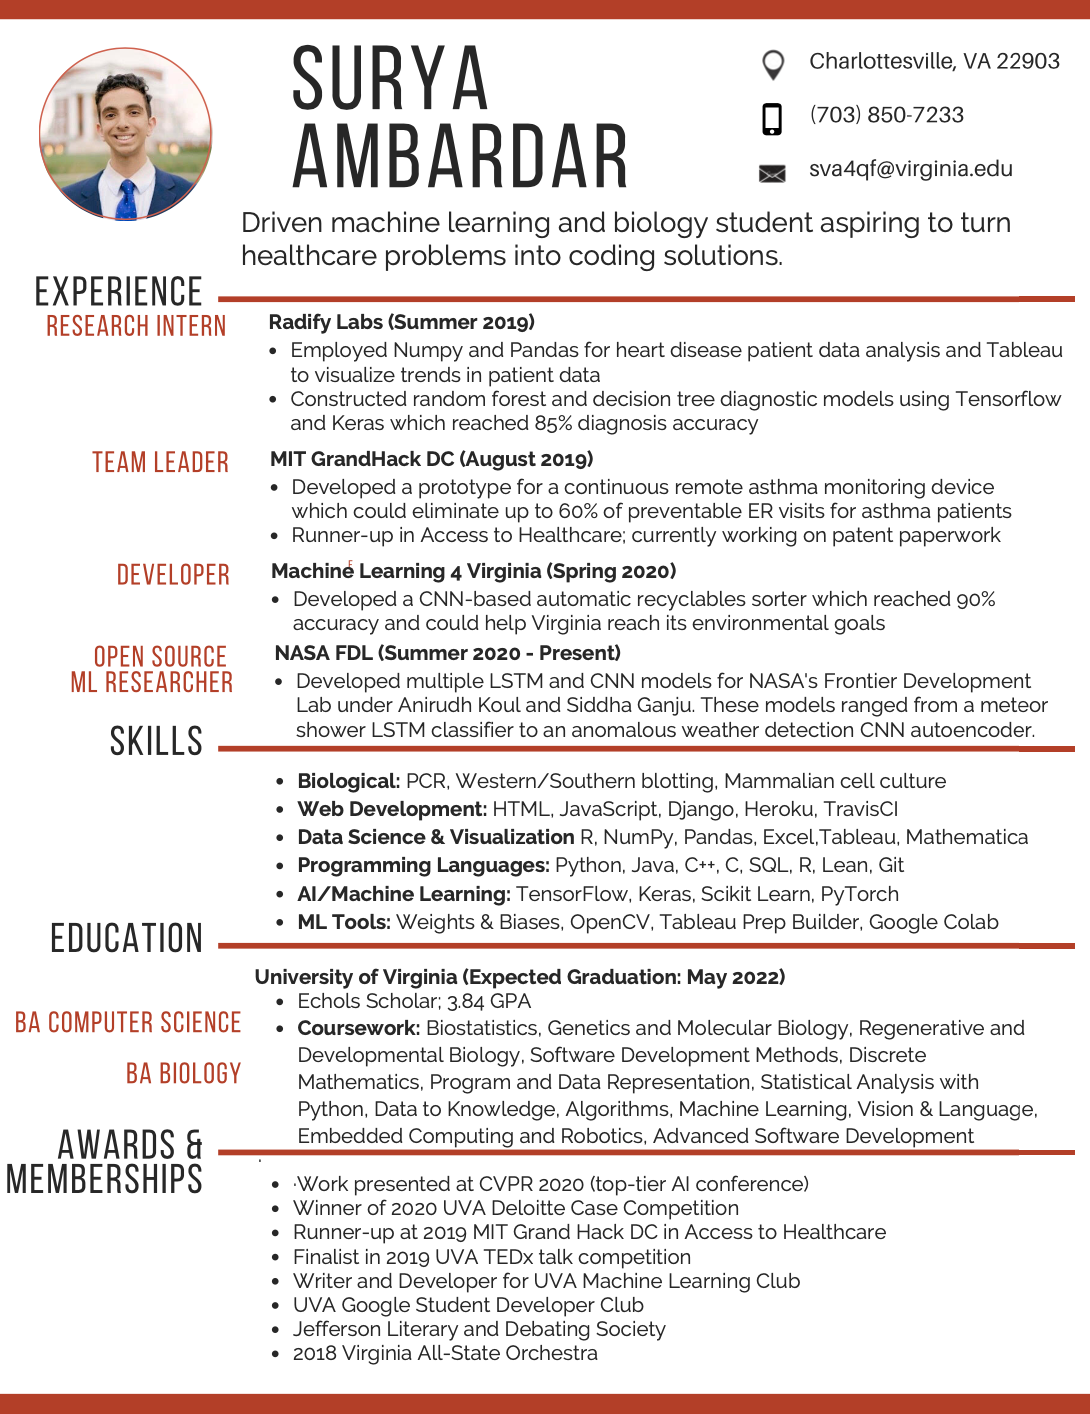 SURYA
AMBARDAR
Charlottesville, VA 22903
(703) 850-7233
sva4qf@virginia.edu
Driven machine learning and biology student aspiring to turn
healthcare problems into coding solutions.
EXPERIENCE
RESEARCH INTERN
Radify Labs (Summer 2019)
• Employed Numpy and Pandas for heart disease patient data analysis and Tableau
to visualize trends in patient data
• Constructed random forest and decision tree diagnostic models using Tensorflow
and Keras which reached 85% diagnosis accuracy
TEAM LEADER
MIT GrandHack DC (August 2019)
• Developed a prototype for a continuous remote asthma monitoring device
which could eliminate up to 60% of preventable ER visits for asthma patients
• Runner-up in Access to Healthcare; currently working on patent paperwork
DEVELOPER
Machine Learning 4 Virginia (Spring 2020)
• Developed a CNN-based automatic recyclables sorter which reached 90%
accuracy and could help Virginia reach its environmental goals
OPEN SOURCE
ML RESEARCHER
NASA FDL (Summer 2020 - Present)
• Developed multiple LSTM and CNN models for NASA's Frontier Development
Lab under Anirudh Koul and Siddha Ganju. These models ranged from a meteor
shower LSTM classifier to an anomalous weather detection CNN autoencoder.
SKILLS
• Biological: PCR, Western/Southern blotting, Mammalian cell culture
• Web Development: HTML, JavaScript, Django, Heroku, TravisCI
• Data Science & Visualization R, NumPy, Pandas, Excel,Tableau, Mathematica
• Programming Languages: Python, Java, C++, C, SQL, R, Lean, Git
• AI/Machine Learning: TensorFlow, Keras, Scikit Learn, PyTorch
• ML Tools: Weights & Biases, OpenCV, Tableau Prep Builder, Google Colab
EDUCATION
University of Virginia (Expected Graduation: May 2022)
• Echols Scholar; 3.84 GPA
BA COMPUTER SCIENCE
BA BIOLOGY
• Coursework: Biostatistics, Genetics and Molecular Biology, Regenerative and
Developmental Biology, Software Development Methods, Discrete
Mathematics, Program and Data Representation, Statistical Analysis with
Python, Data to Knowledge, Algorithms, Machine Learning, Vision & Language,
Embedded Computing and Robotics, Advanced Software Development
AWARDS &
MEMBERSHIPS
• ·Work presented at CVPR 2020 (top-tier AI conference)
• Winner of 2020 UVA Deloitte Case Competition
• Runner-up at 2019 MIT Grand Hack DC in Access to Healthcare
• Finalist in 2019 UVA TEDx talk competition
• Writer and Developer for UVA Machine Learning Club
• UVA Google Student Developer Club
• Jefferson Literary and Debating Society
• 2018 Virginia All-State Orchestra